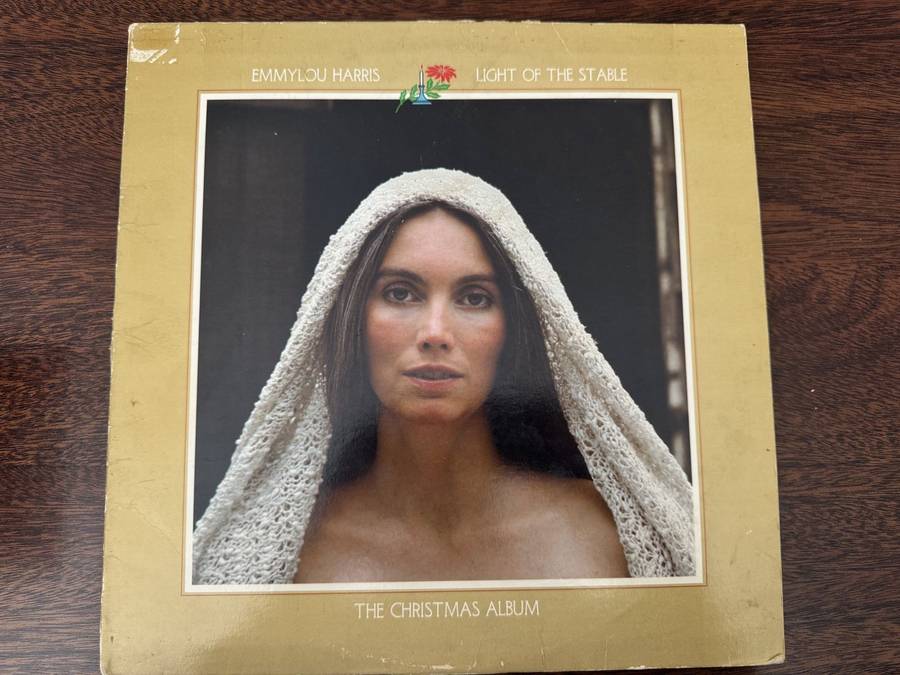 EMMYLOU HARRIS LIGHT OF THE STABLE
THE CHRISTMAS ALBUM